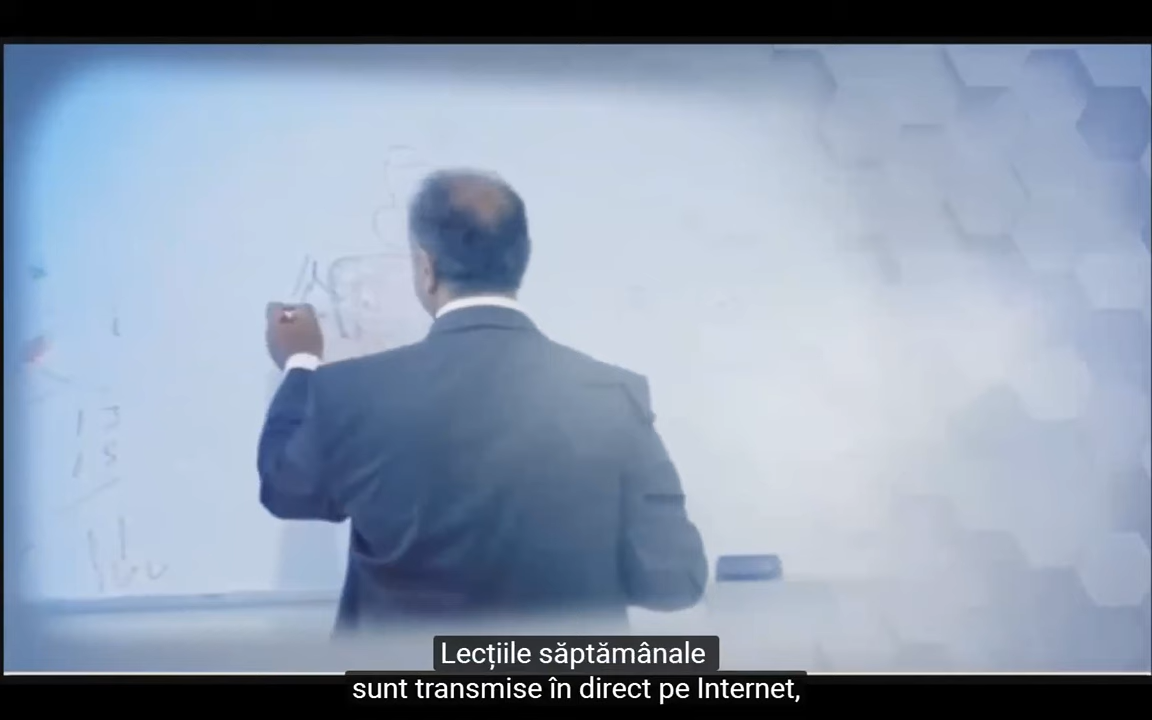 Lecțiile săptămânale
sunt transmise în direct pe Internet,